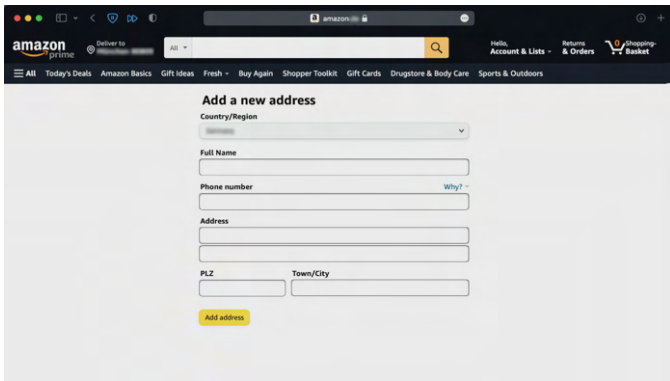 amazon
amazon prime
Deliver to
All
Hello,
Account & Lists
Returns
& Orders
0
Shopping-
Basket
All Today's Deals Amazon Basics Gift Ideas Fresh Buy Again Shopper Toolkit Gift Cards Drugstore & Body Care Sports & Outdoors
Add a new address
Country/Region
Full Name
Phone number Why?
Address
PLZ Town/City
Add address